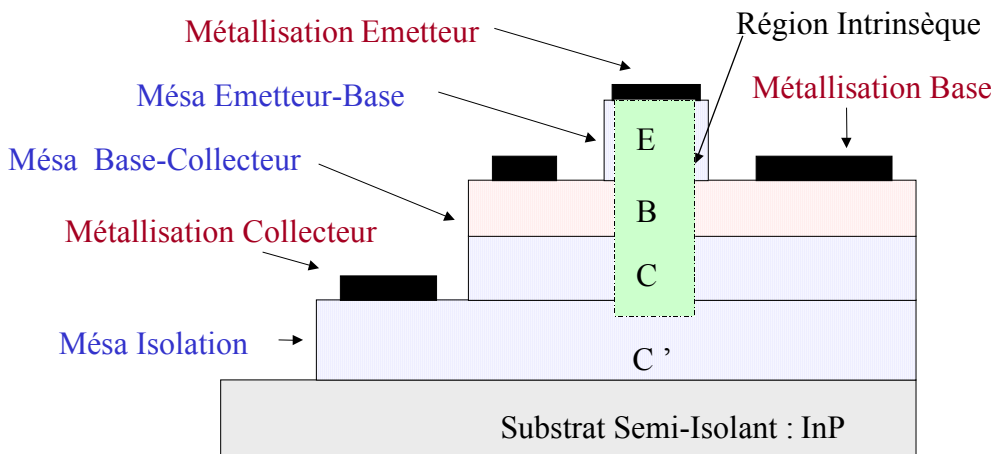 Métallisation Emetteur
Région Intrinsèque
Mésa Emetteur-Base
Métallisation Base
Mésa Base-Collecteur
E
B
Métallisation Collecteur
C
Mésa Isolation
C ’
Substrat Semi-Isolant : InP